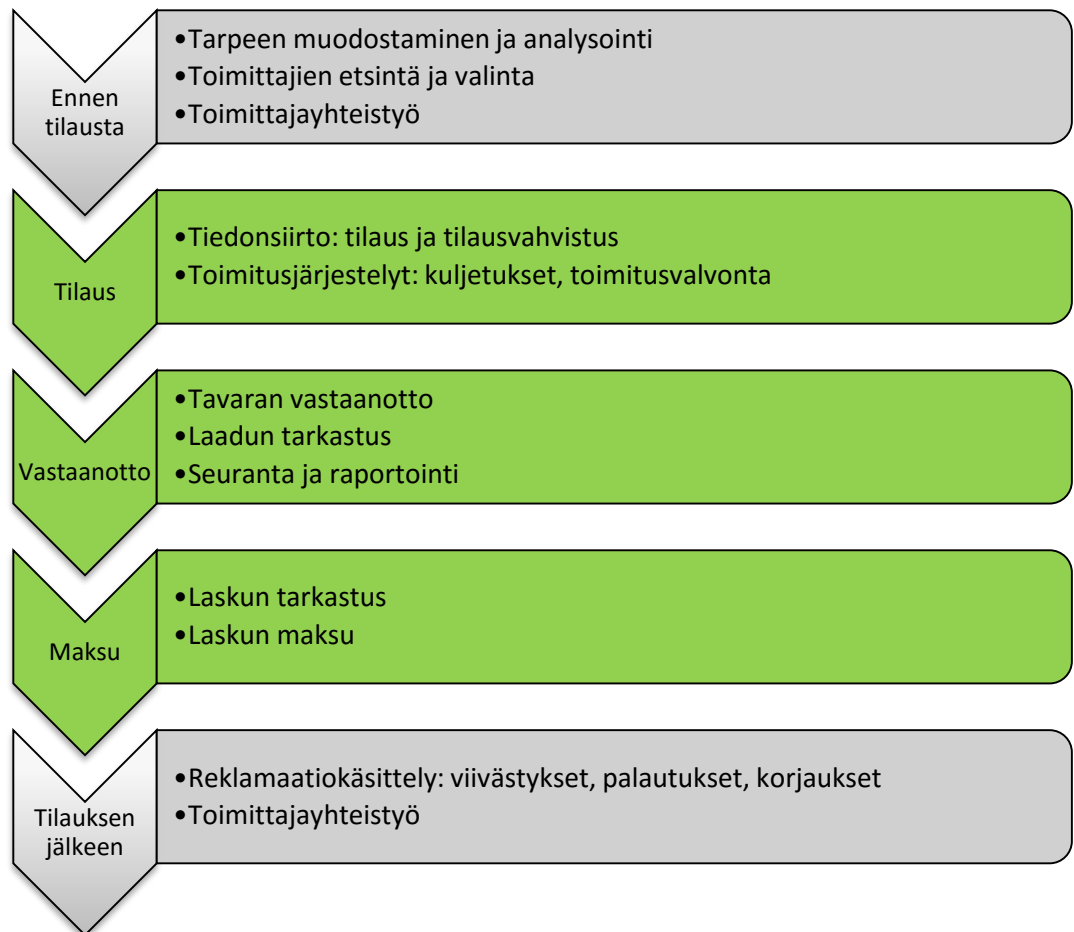 Ennen
tilausta
•Tarpeen muodostaminen ja analysointi
•Toimittajien etsintä ja valinta
•Toimittajayhteistyö
Tilaus
•Tiedonsiirto: tilaus ja tilausvahvistus
•Toimitusjärjestelyt: kuljetukset, toimitusvalvonta
Vastaanotto
•Tavaran vastaanotto
•Laadun tarkastus
•Seuranta ja raportointi
Maksu
•Laskun tarkastus
•Laskun maksu
Tilauksen
jälkeen
•Reklamaatiokäsittely: viivästykset, palautukset, korjaukset
•Toimittajayhteistyö